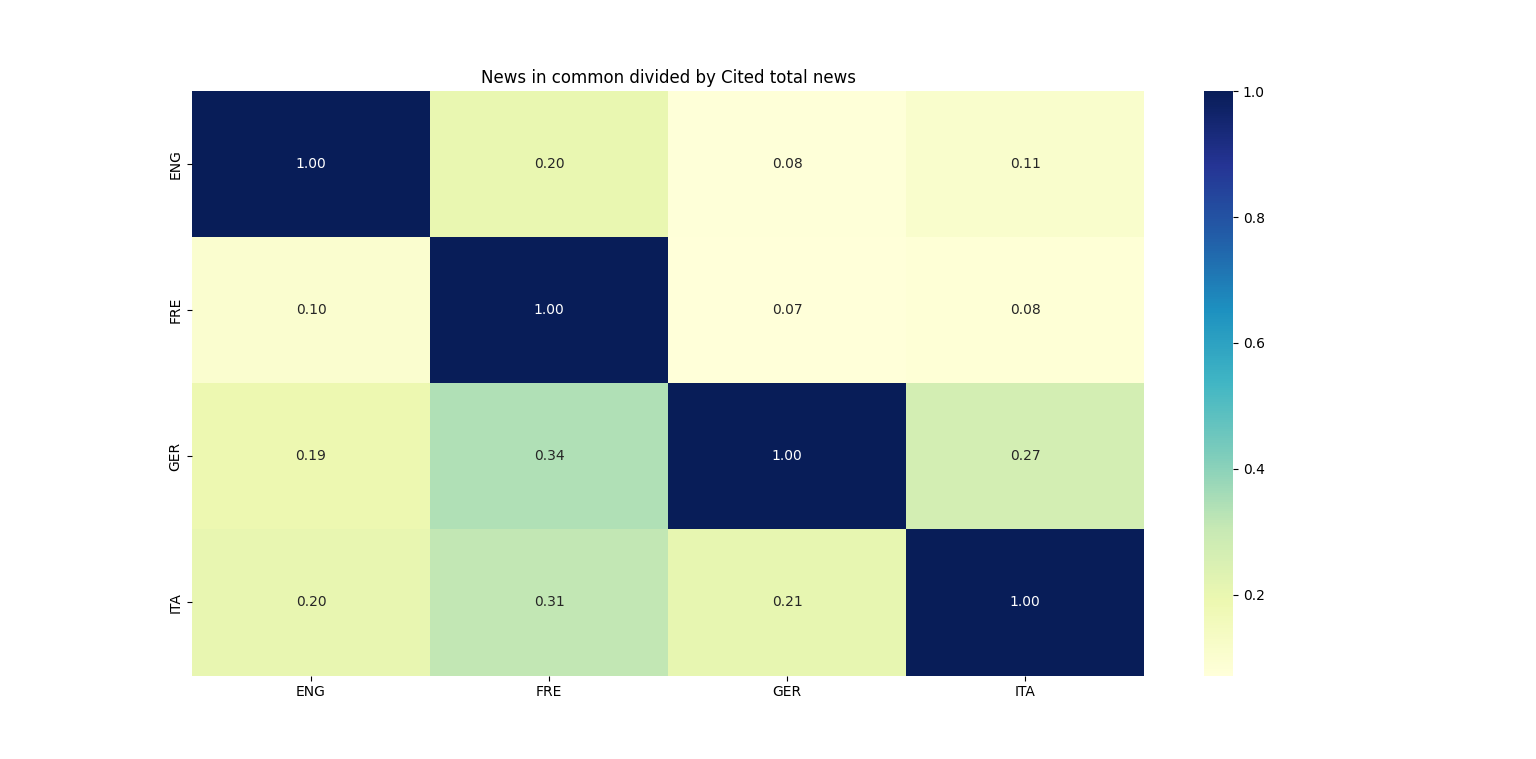 News in common divided by Cited total news
ENG 1.00 0.20 0.08 0.11
FRE 0.10 1.00 0.07 0.08
GER 0.19 0.34 1.00 0.27
ITA 0.20 0.31 0.21 1.00
ENG FRE GER ITA
1.0
0.8
0.6
0.4
0.2